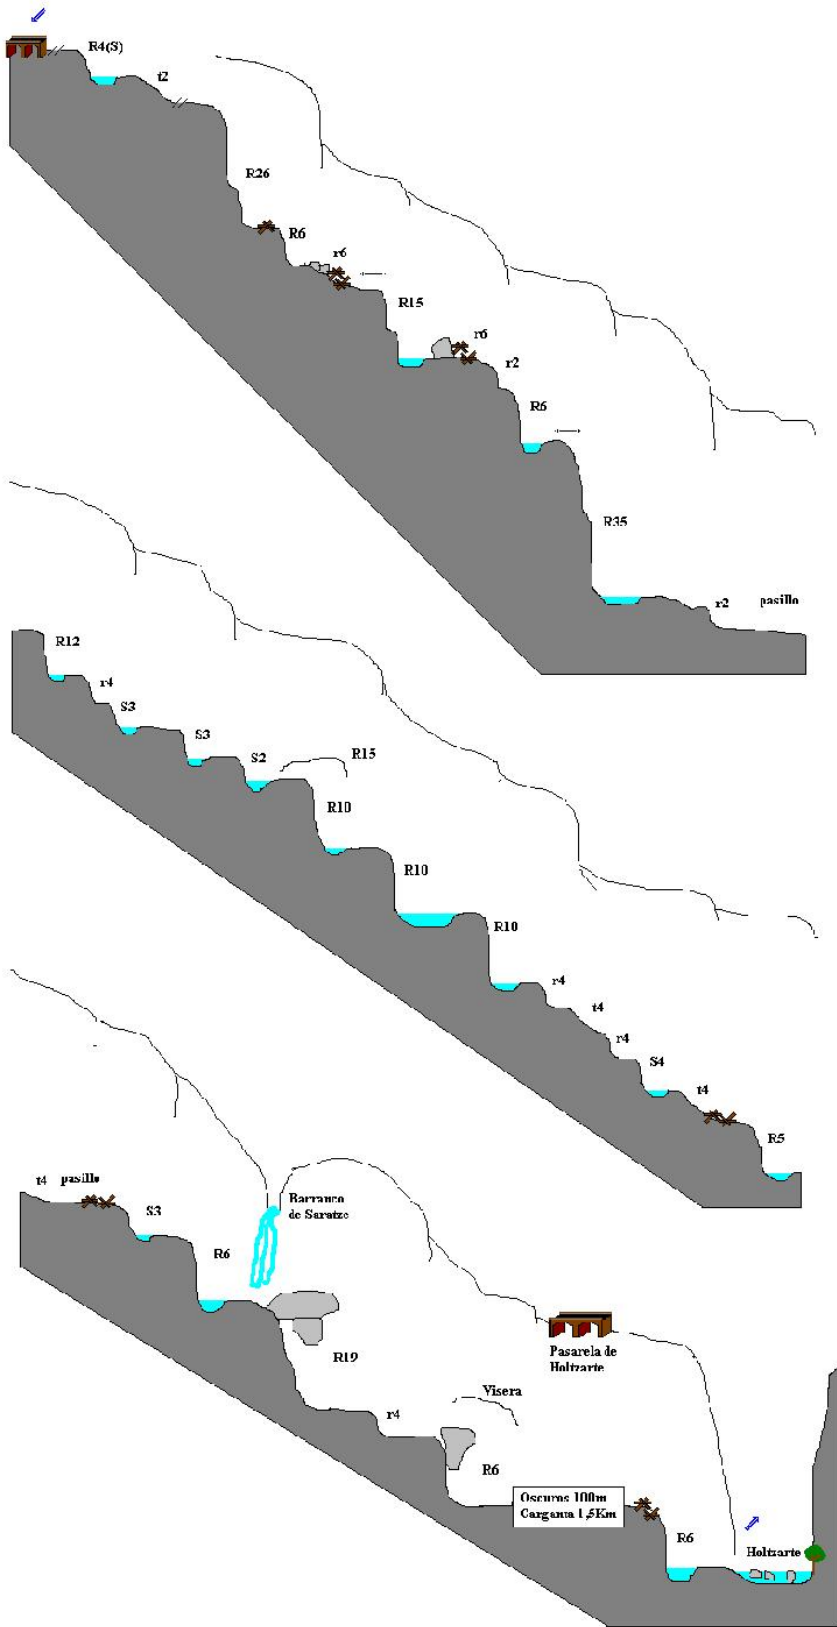 R4(S)
t2
R26
R6
r6
R15
r6
r2
R6
R35
r2
pasillo
R12
r4
S3
S3
S2
R15
R10
R10
R10
r4
t4
r4
S4
t4
R5
t4
pasillo
S3
R6
Barranco
de Saratze
R19
r4
Pasarela de
Holtzarte
Visera
R6
Oscuros 100m
Garganta 1,5Km
R6
Holtzarte